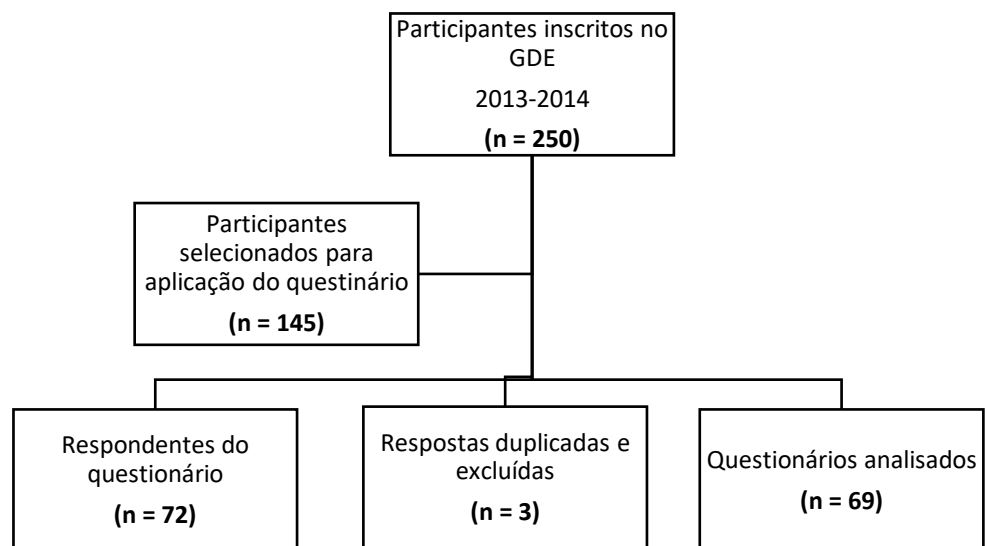 Participantes inscritos no
GDE
2013-2014
(n = 250)
Participantes
selecionados para
aplicação do questinário
(n = 145)
Respondentes do
questionário
(n = 72)
Respostas duplicadas e
excluídas
(n = 3)
Questionários analisados
(n = 69)